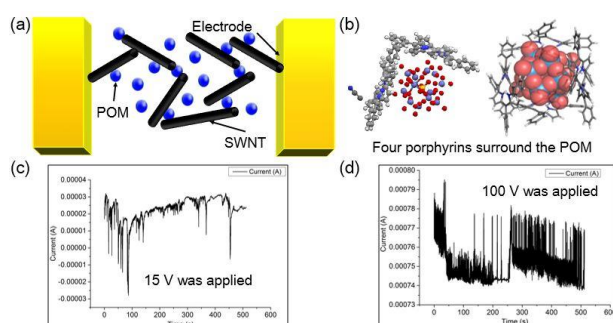 (a)
Electrode
POM
SWNT
(b)
Four porphyrins surround the POM
(c)
Current (A)
Current (A)
0.00004
0.00003
0.00002
0.00001
0.00000
-0.00001
-0.00002
-0.00003
15 V was applied
0 100 200 300 400 500 600
(d)
Current (A)
Current (A)
0.00080
0.00079
0.00078
0.00077
0.00076
0.00075
0.00074
0.00073
100 V was applied
0 100 200 300 400 500
Time (s)